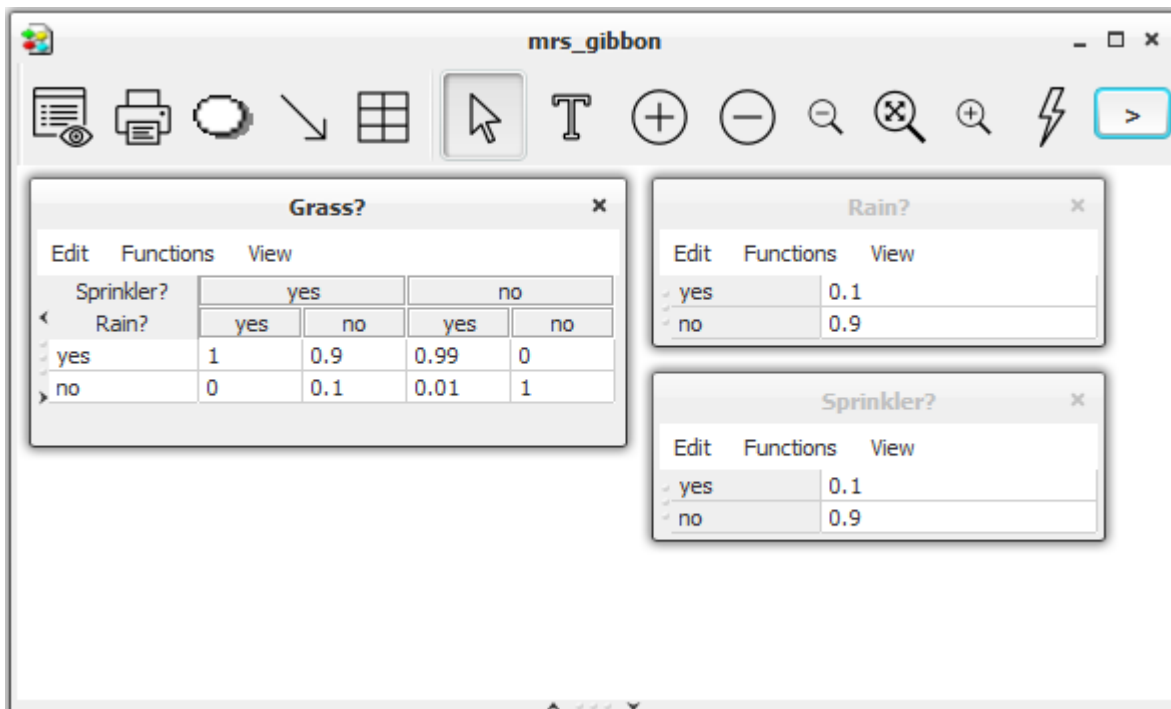 mrs_gibbon
T
>
Grass?
Edit Functions View
Sprinkler? yes no
Rain? yes no yes no
yes 1 0.9 0.99 0
no 0 0.1 0.01 1
Rain?
Edit Functions View
yes 0.1
no 0.9
Sprinkler?
Edit Functions View
yes 0.1
no 0.9